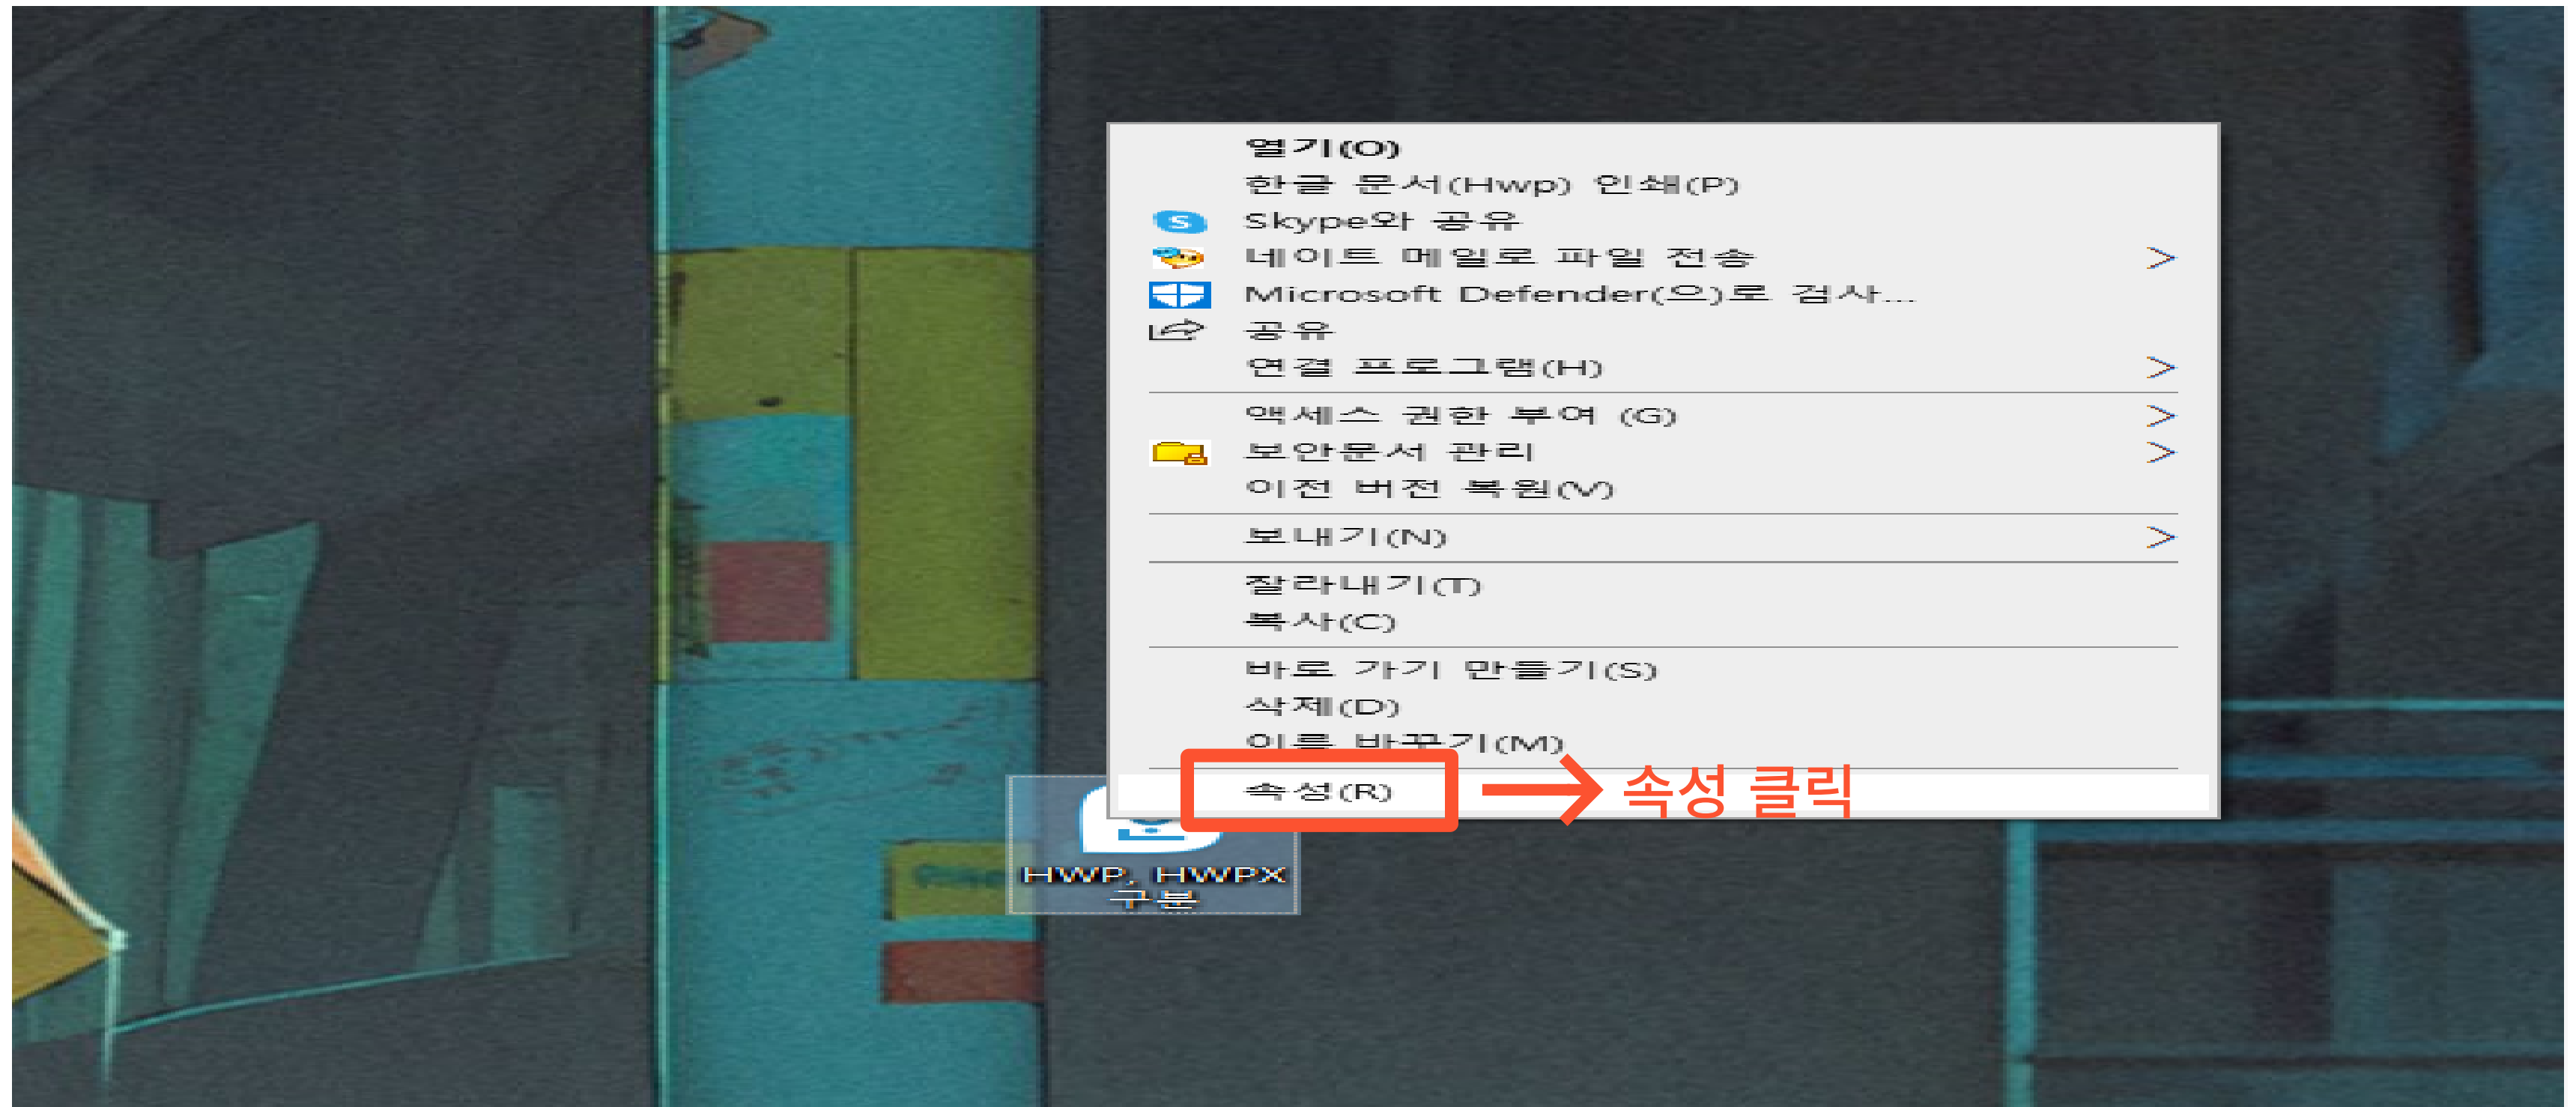 열기(O)
한글 문서(Hwp) 인쇄(P)
Skype와 공유
네이트 메일로 파일 전송
Microsoft Defender(으)로 검사...
공유
연결 프로그램(H)
액세스 권한 부여 (G)
보안문서 관리
이전 버전 복원(V)
보내기(N)
잘라내기(T)
복사(C)
바로 가기 만들기(S)
삭제(D)
이름 바꾸기(M)
속성(R) → 속성 클릭
HWP, HWPX
구분